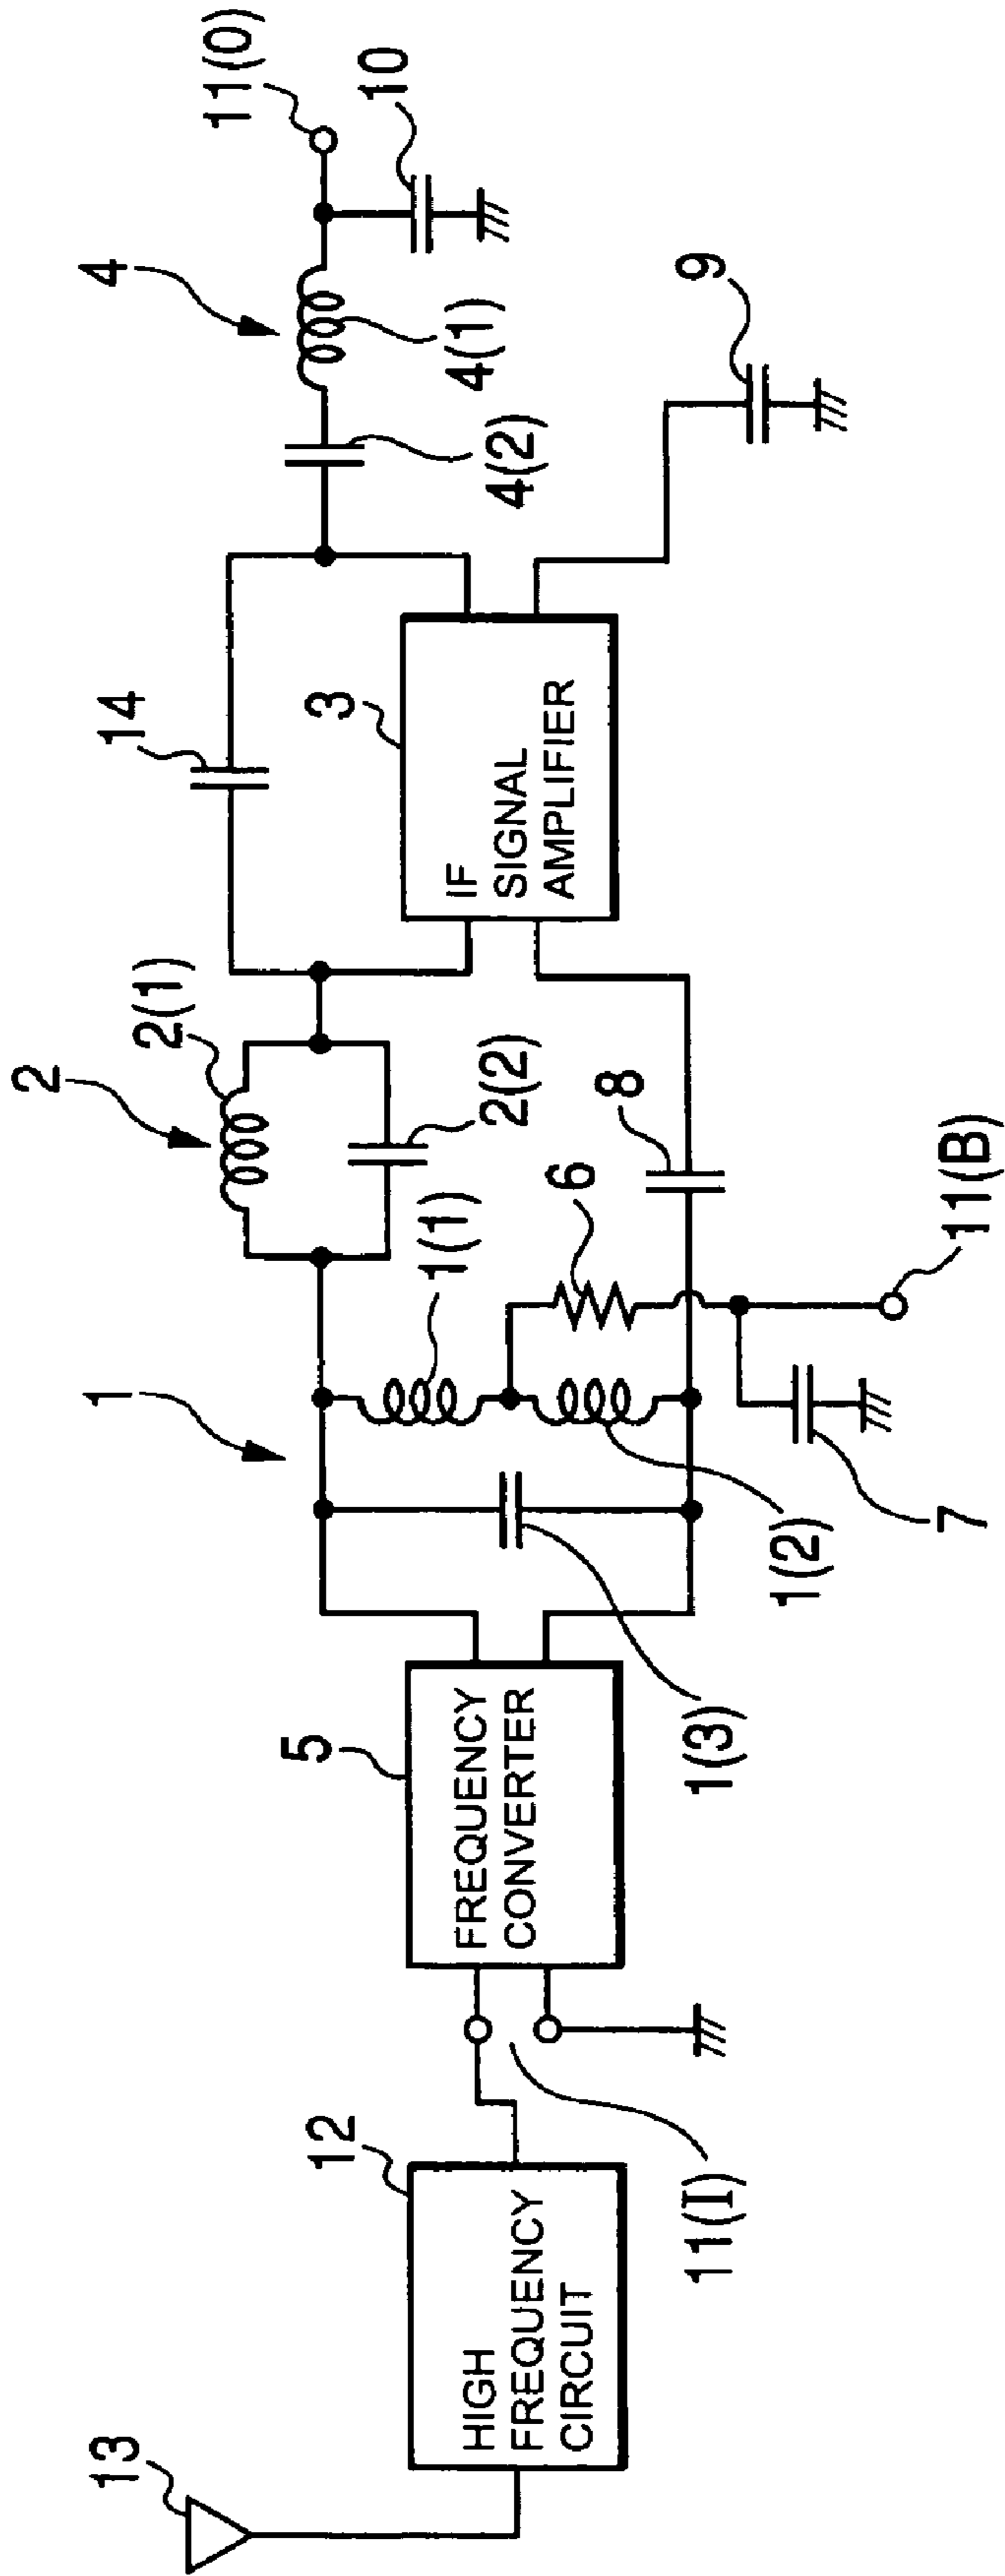 13
12
HIGH
FREQUENCY
CIRCUIT
11(I)
5
FREQUENCY
CONVERTER
1
1(3)
1(1)
1(2)
6
7
11(B)
2
2(1)
2(2)
8
14
3
IF
SIGNAL
AMPLIFIER
4
4(2)
4(1)
9
10
11(O)